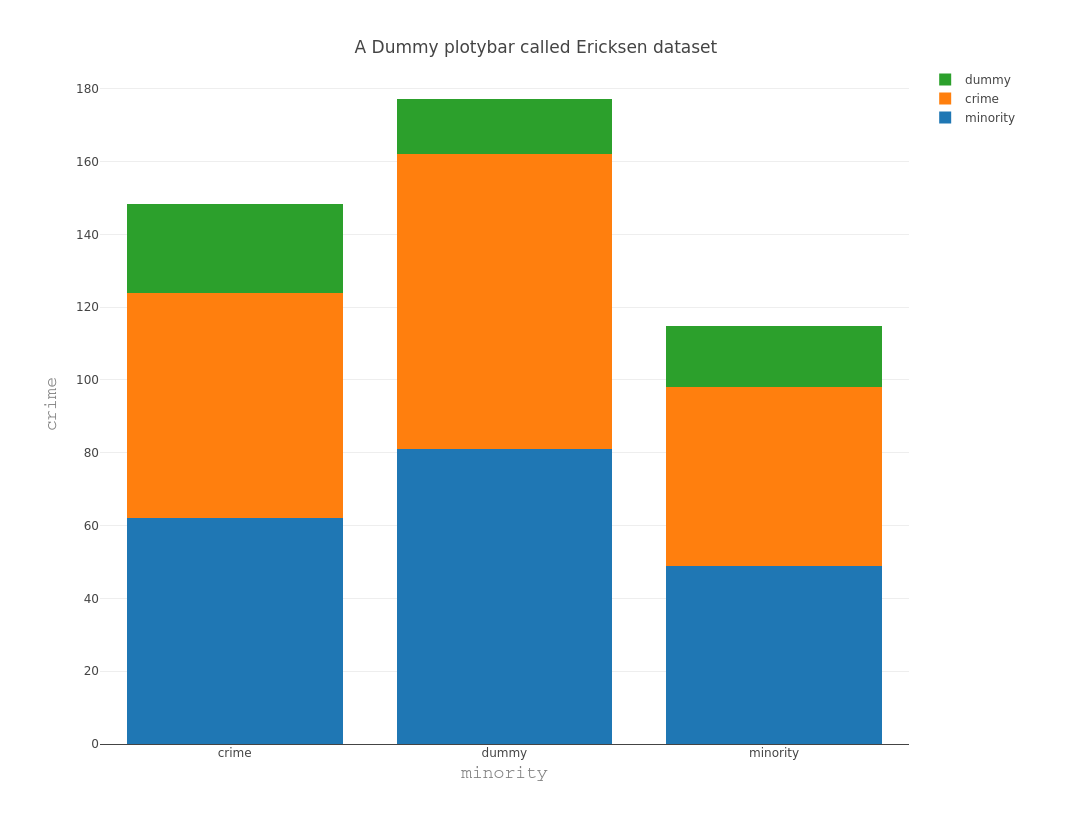 A Dummy plotybar called Ericksen dataset
dummy
crime
minority
180
160
140
120
100
80
60
40
20
0
crime
crime dummy minority
minority